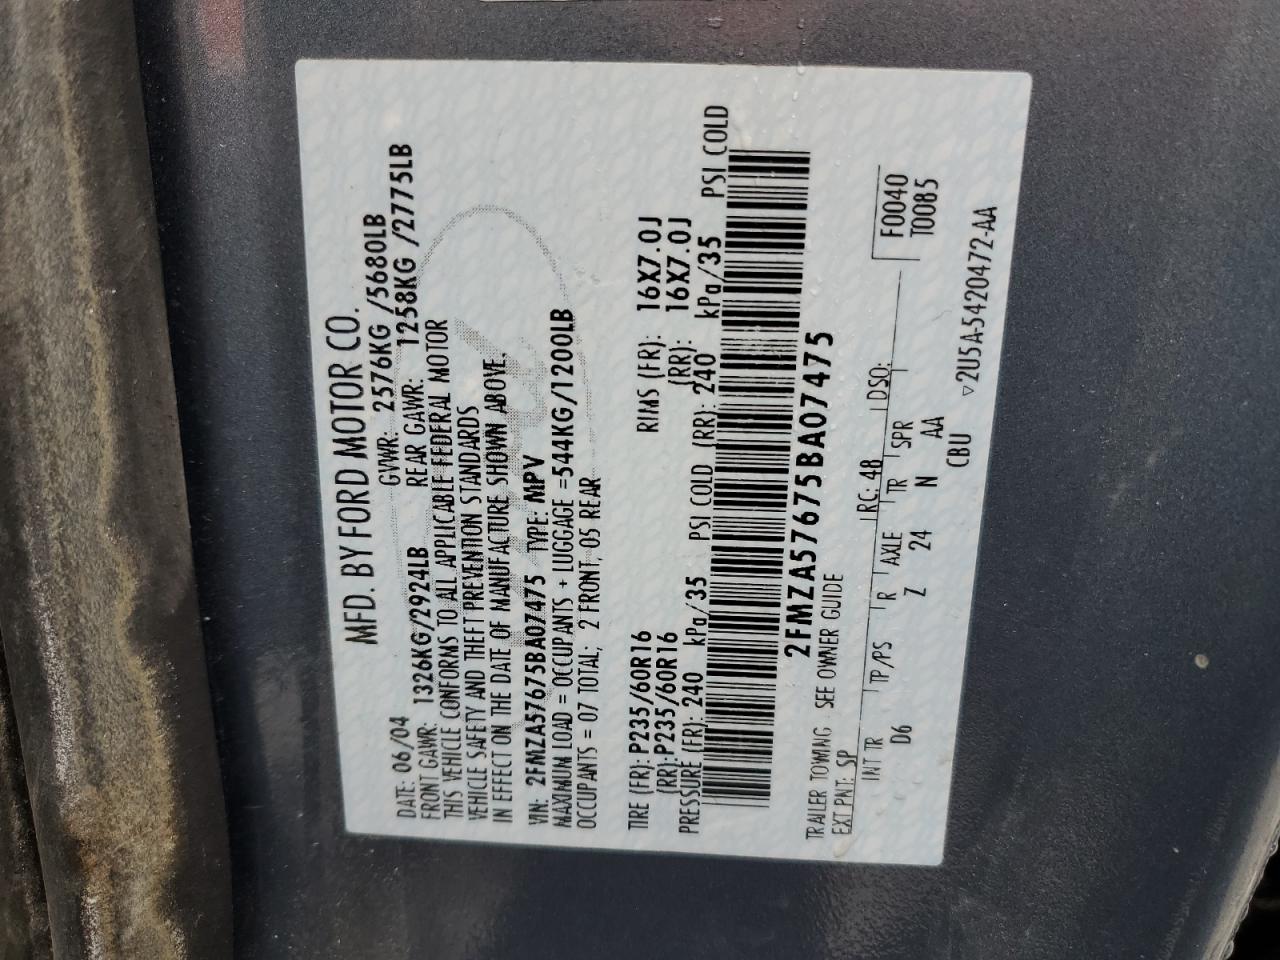 MFD. BY FORD MOTOR CO.
DATE: 06/04 GVWR: 2576KG /5680LB
FRONT GAWR: 1326KG/2924LB REAR GAWR: 1258KG /2775LB
THIS VEHICLE CONFORMS TO ALL APPLICABLE FEDERAL MOTOR
VEHICLE SAFETY AND THEFT PREVENTION STANDARDS
IN EFFECT ON THE DATE OF MANUFACTURE SHOWN ABOVE.
VIN: 2FMZA57675BA07475 TYPE: MPV
MAXIMUM LOAD = OCCUPANTS + LUGGAGE =544KG/1200LB
OCCUPANTS = 07 TOTAL; 2 FRONT, 05 REAR
TIRE (FR): P235/60R16 RIMS (FR): 16X7.0J
(RR): P235/60R16 (RR): 16X7.0J
PRESSURE (FR): 240 kPa/35 PSI COLD (RR): 240 kPa/35 PSI COLD
2FMZA57675BA07475
TRAILER TOWING - SEE OWNER GUIDE
EXT PNT: SP RC: 48 DSO: F0040
INT TR TP/PS R AXLE TR SPR T0085
D6 Z 24 N AA
CBU
▽2U5A-5420472-AA